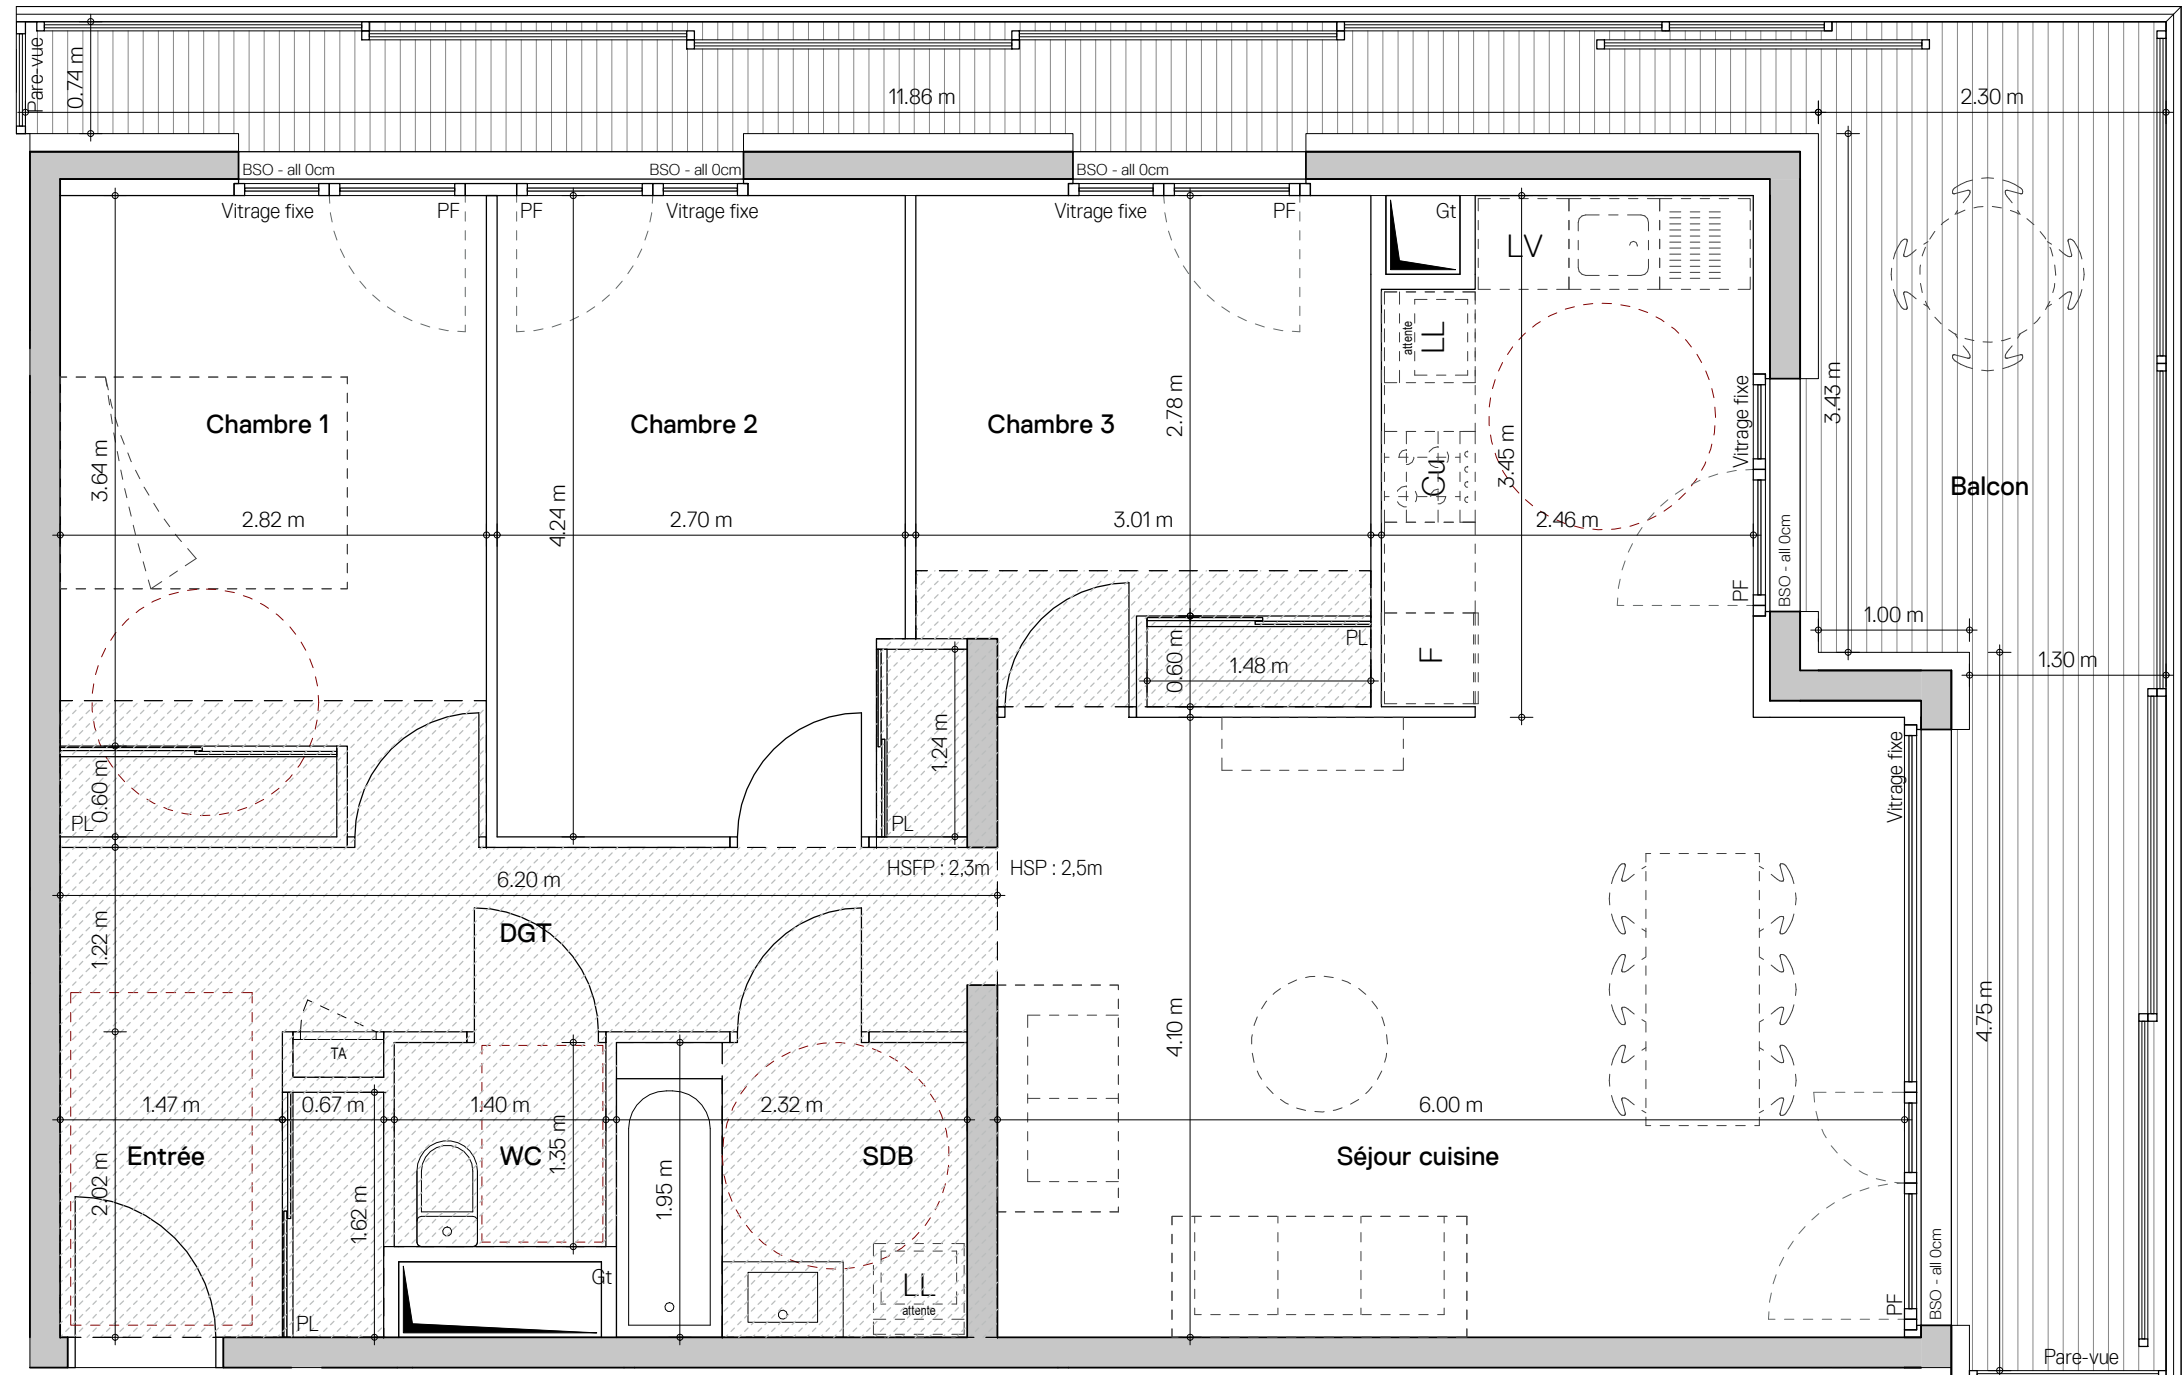 Pare-vue
0.74 m
11.86 m
2.30 m
BSO - all 0cm
BSO - all 0cm
BSO - all 0cm
Vitrage fixe
PF
PF
Vitrage fixe
Vitrage fixe
PF
Gt
LV
attente
LL
Chambre 1
Chambre 2
Chambre 3
2.78 m
Vitrage fixe
3.43 m
3.64 m
4.24 m
Cu
3.45 m
Balcon
2.82 m
2.70 m
3.01 m
2.46 m
BSO - all 0cm
PF
1.00 m
PL
0.60 m
1.48 m
F
1.30 m
1.24 m
Vitrage fixe
0.60 m
PL
PL
HSFP : 2,3m
HSP : 2,5m
6.20 m
DGT
1.22 m
4.10 m
4.75 m
TA
1.47 m
0.67 m
1.40 m
2.32 m
6.00 m
1.35 m
Entrée
WC
SDB
Séjour cuisine
2.02 m
1.62 m
1.95 m
Gt
LL
attente
PL
PF
BSO - all 0cm
Pare-vue